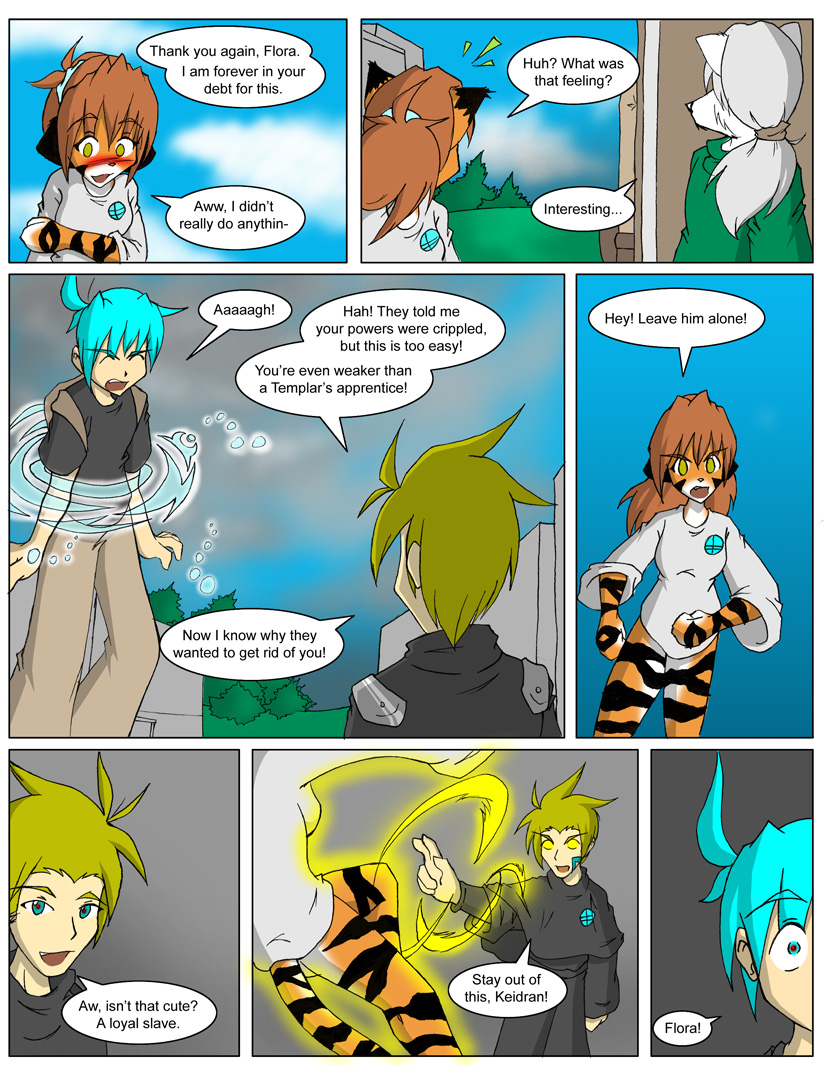 Thank you again, Flora.
I am forever in your
debt for this.
Aww, I didn't
really do anythin-
Huh? What was
that feeling?
Interesting...
Aaaaagh!
Hah! They told me
your powers were crippled,
but this is too easy!
You're even weaker than
a Templar's apprentice!
Now I know why they
wanted to get rid of you!
Hey! Leave him alone!
Aw, isn't that cute?
A loyal slave.
Stay out of
this, Keidran!
Flora!